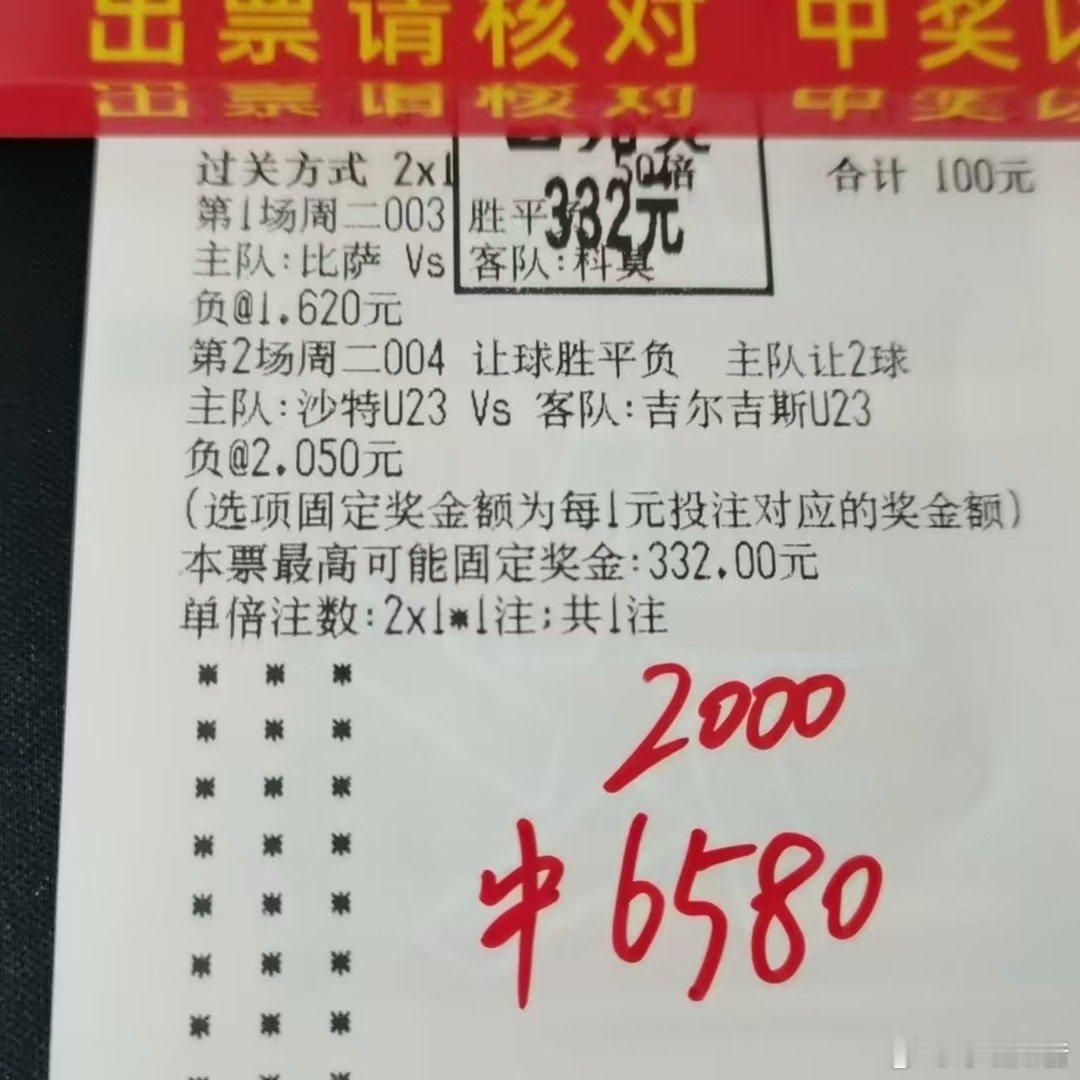 出票请核对 中奖
出票请核对 中奖
过关方式 2x1 50倍 合计 100元
332元
第1场周二003 胜平
主队:比萨 Vs 客队:科莫
负@1.620元
第2场周二004 让球胜平负 主队让2球
主队:沙特U23 Vs 客队:吉尔吉斯U23
负@2.050元
(选项固定奖金额为每1元投注对应的奖金额)
本票最高可能固定奖金:332.00元
单倍注数:2x1*1注;共1注
2000
中6580